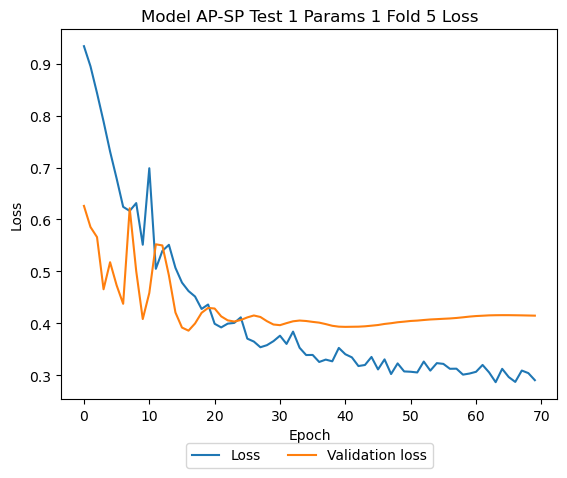 Model AP-SP Test 1 Params 1 Fold 5 Loss
Loss
0.9
0.8
0.7
0.6
0.5
0.4
0.3
0 10 20 30 40 50 60 70
Epoch
Loss Validation loss